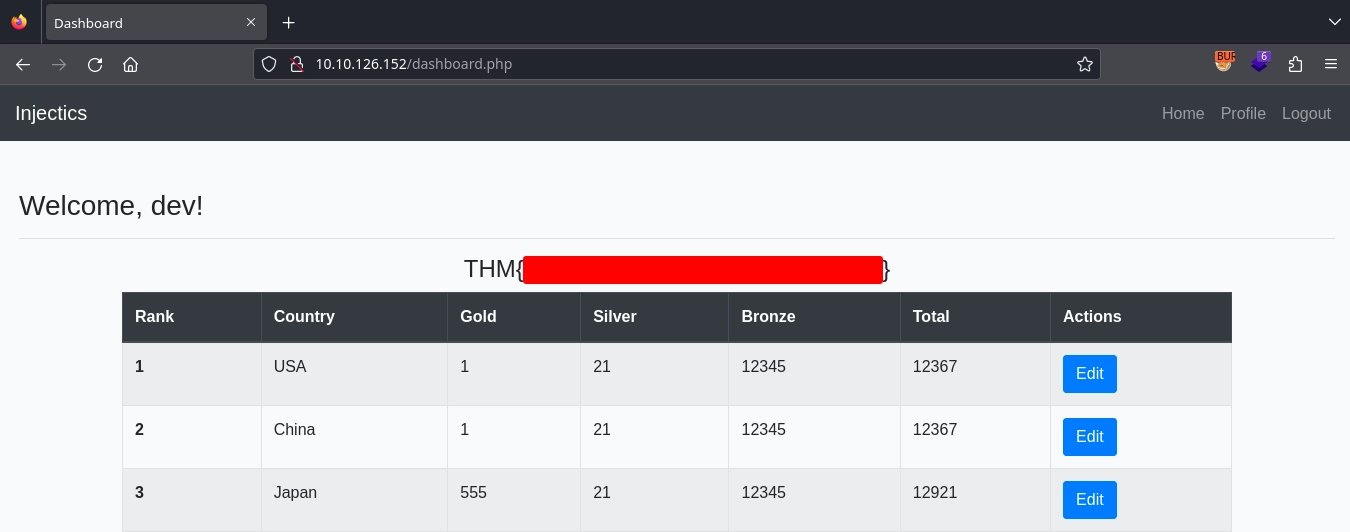 Dashboard
10.10.126.152/dashboard.php
BUR
6
Injectics
Home Profile Logout
Welcome, dev!
THM{ }
Rank Country Gold Silver Bronze Total Actions
1 USA 1 21 12345 12367 Edit
2 China 1 21 12345 12367 Edit
3 Japan 555 21 12345 12921 Edit